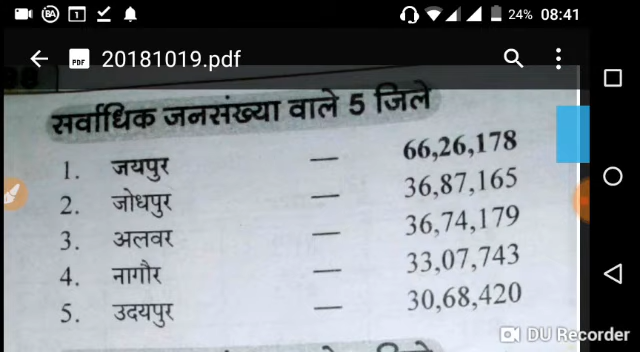 24% 08:41
20181019.pdf
सर्वाधिक जनसंख्या वाले 5 जिले
1. जयपुर — 66,26,178
2. जोधपुर — 36,87,165
3. अलवर — 36,74,179
4. नागौर — 33,07,743
5. उदयपुर — 30,68,420
DU Recorder